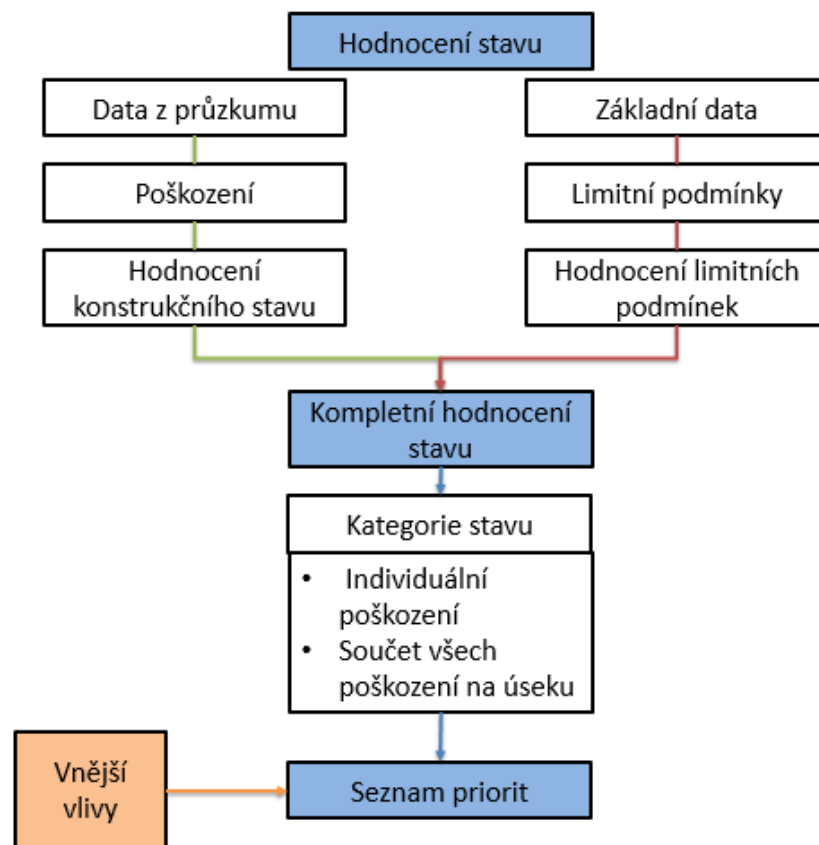 Hodnocení stavu
Data z průzkumu
Základní data
Poškození
Limitní podmínky
Hodnocení
konstrukčního stavu
Hodnocení limitních
podmínek
Kompletní hodnocení
stavu
Kategorie stavu
• Individuální
poškození
• Součet všech
poškození na úseku
Vnější
vlivy
Seznam priorit